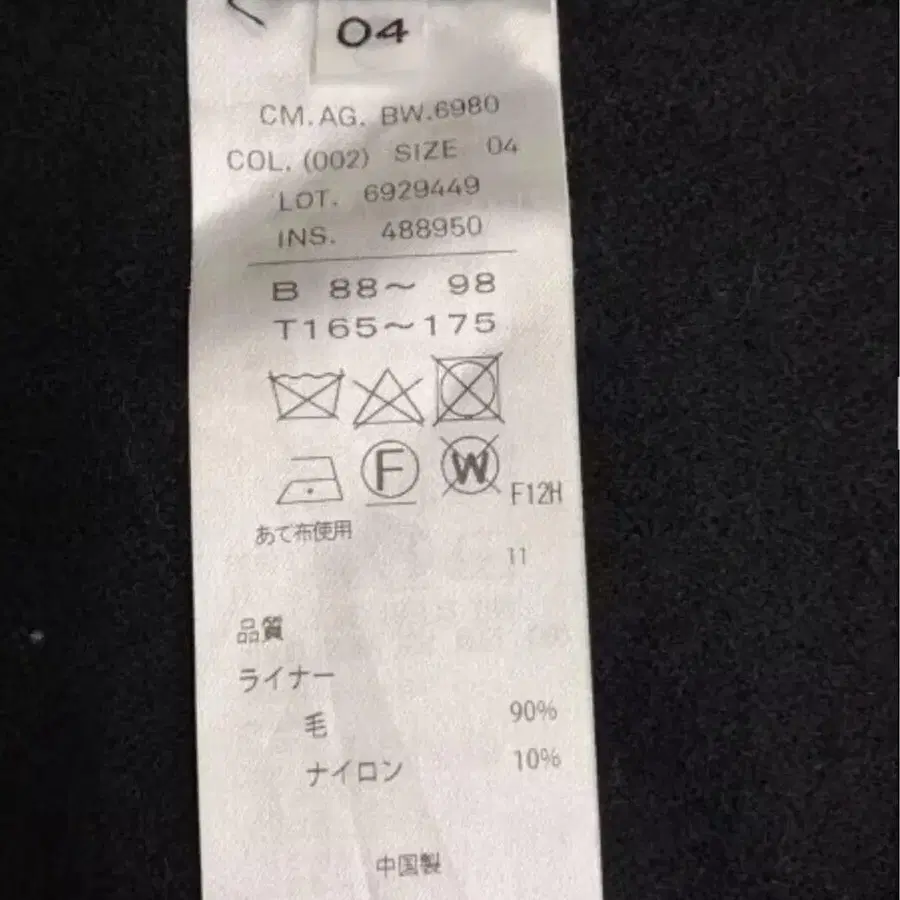 04
CM.AG. BW.6980
COL. (002) SIZE 04
LOT. 6929449
INS. 488950
B 88～ 98
T165～175
F W F12H
あて布使用
11
品質
ライナー
毛 90%
ナイロン 10%
中国製